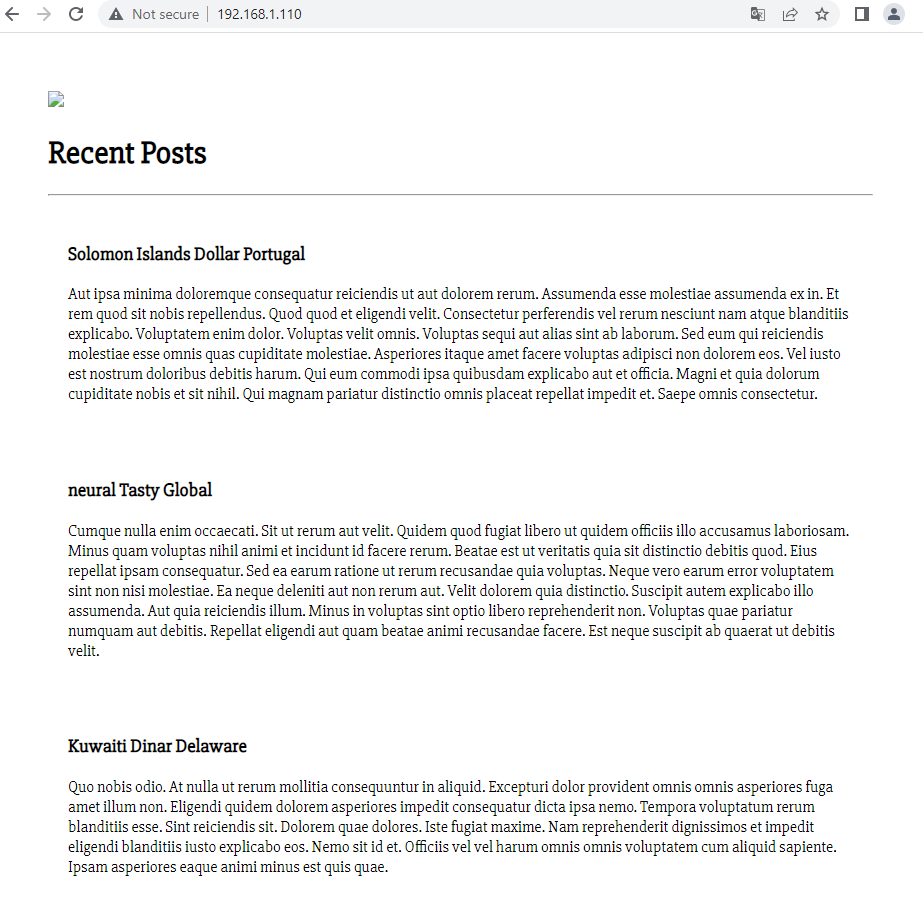 Not secure 192.168.1.110
Recent Posts
Solomon Islands Dollar Portugal
Aut ipsa minima doloremque consequatur reiciendis ut aut dolorem rerum. Assumenda esse molestiae assumenda ex in. Et
rem quod sit nobis repellendus. Quod quod et eligendi velit. Consectetur perferendis vel rerum nesciunt nam atque blanditiis
explicabo. Voluptatem enim dolor. Voluptas velit omnis. Voluptas sequi aut alias sint ab laborum. Sed eum qui reiciendis
molestiae esse omnis quas cupiditate molestiae. Asperiores itaque amet facere voluptas adipisci non dolorem eos. Vel iusto
est nostrum doloribus debitis harum. Qui eum commodi ipsa quibusdam explicabo aut et officia. Magni et quia dolorum
cupiditate nobis et sit nihil. Qui magnam pariatur distinctio omnis placeat repellat impedit et. Saepe omnis consectetur.
neural Tasty Global
Cumque nulla enim occaecati. Sit ut rerum aut velit. Quidem quod fugiat libero ut quidem officiis illo accusamus laboriosam.
Minus quam voluptas nihil animi et incidunt id facere rerum. Beatae est ut veritatis quia sit distinctio debitis quod. Eius
repellat ipsam consequatur. Sed ea earum ratione ut rerum recusandae quia voluptas. Neque vero earum error voluptatem
sint non nisi molestiae. Ea neque deleniti aut non rerum aut. Velit dolorem quia distinctio. Suscipit autem explicabo illo
assumenda. Aut quia reiciendis illum. Minus in voluptas sint optio libero reprehenderit non. Voluptas quae pariatur
numquam aut debitis. Repellat eligendi aut quam beatae animi recusandae facere. Est neque suscipit ab quaerat ut debitis
velit.
Kuwaiti Dinar Delaware
Quo nobis odio. At nulla ut rerum mollitia consequuntur in aliquid. Excepturi dolor provident omnis omnis asperiores fuga
amet illum non. Eligendi quidem dolorem asperiores impedit consequatur dicta ipsa nemo. Tempora voluptatum rerum
blanditiis esse. Sint reiciendis sit. Dolorem quae dolores. Iste fugiat maxime. Nam reprehenderit dignissimos et impedit
eligendi blanditiis iusto explicabo eos. Nemo sit id et. Officiis vel vel harum omnis omnis voluptatem cum aliquid sapiente.
Ipsam asperiores eaque animi minus est quis quae.